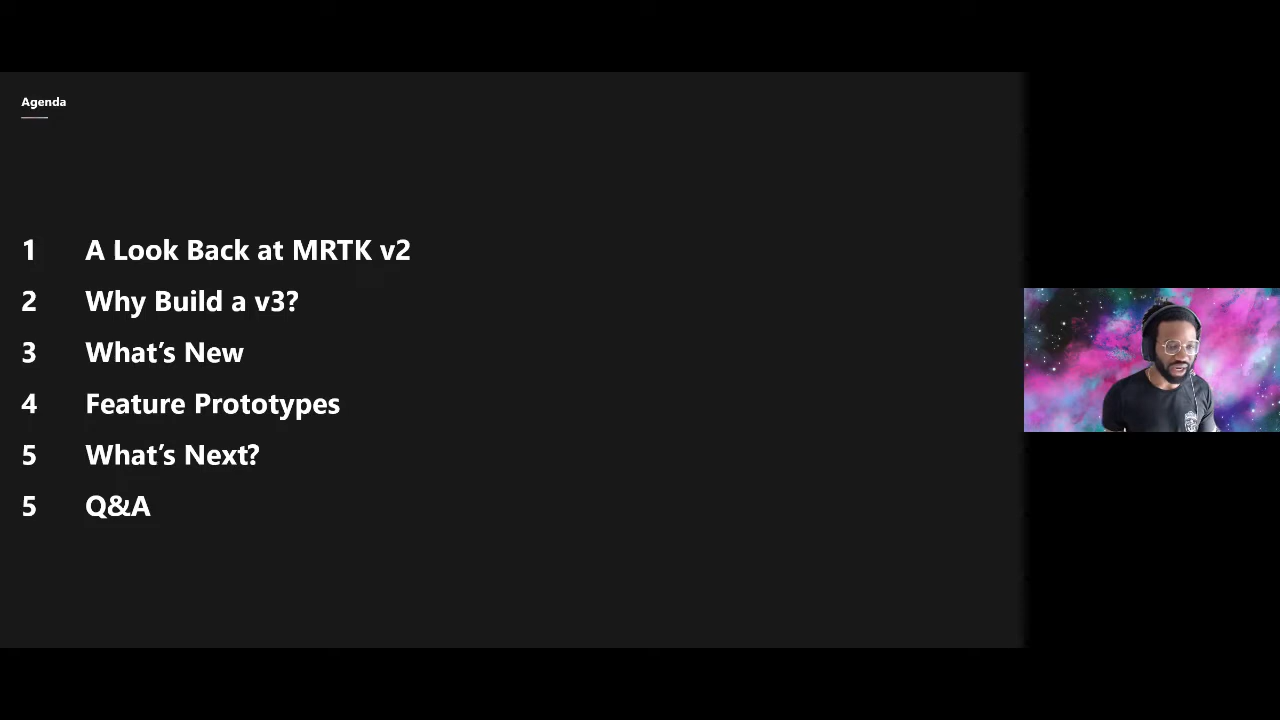 Agenda
1 A Look Back at MRTK v2
2 Why Build a v3?
3 What’s New
4 Feature Prototypes
5 What’s Next?
5 Q&A